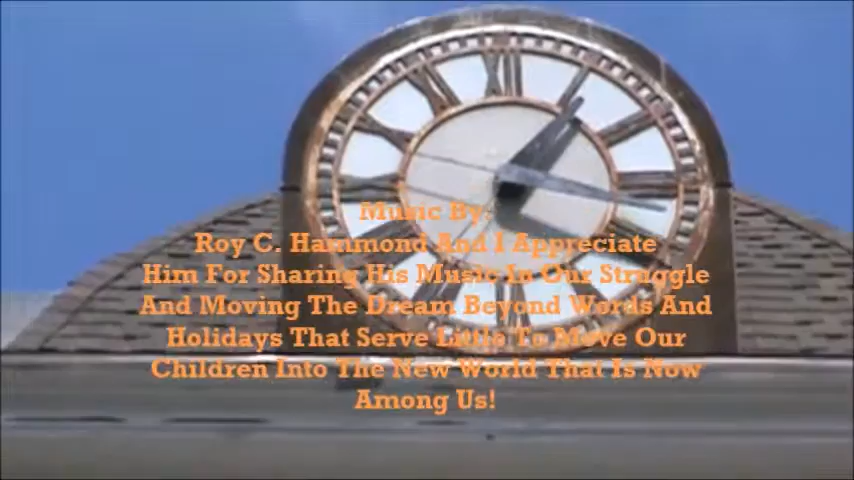 Music By:
Roy C. Hammond And I Appreciate
Him For Sharing His Music In Our Struggle
And Moving The Dream Beyond Words And
Holidays That Serve Little To Move Our
Children Into The New World That Is Now
Among Us!